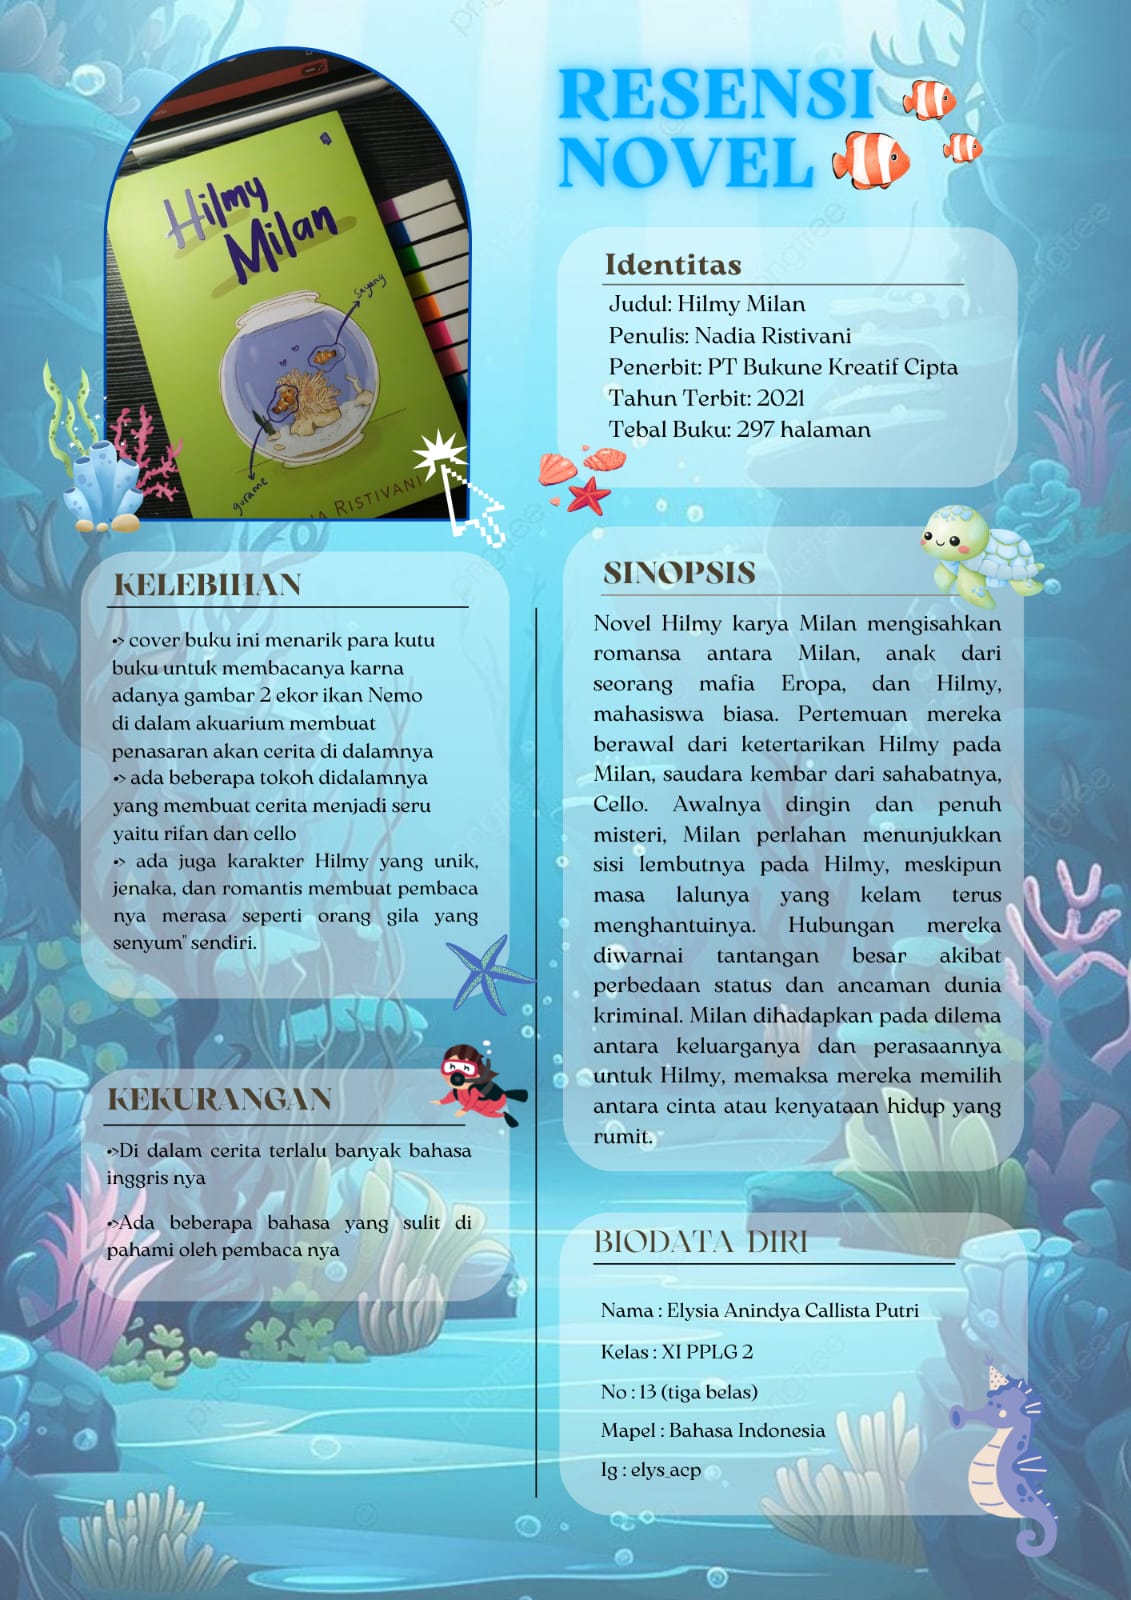 RESENSI
NOVEL
Hilmy
Milan
sayang
gurame
RISTIVANI
Identitas
Judul: Hilmy Milan
Penulis: Nadia Ristivani
Penerbit: PT Bukune Kreatif Cipta
Tahun Terbit: 2021
Tebal Buku: 297 halaman
KELEBIHAN
•> cover buku ini menarik para kutu
buku untuk membacanya karna
adanya gambar 2 ekor ikan Nemo
di dalam akuarium membuat
penasaran akan cerita di dalamnya
•> ada beberapa tokoh didalamnya
yang membuat cerita menjadi seru
yaitu rifan dan cello
•> ada juga karakter Hilmy yang unik,
jenaka, dan romantis membuat pembaca
nya merasa seperti orang gila yang
senyum" sendiri.
KEKURANGAN
•>Di dalam cerita terlalu banyak bahasa
inggris nya
•>Ada beberapa bahasa yang sulit di
pahami oleh pembaca nya
SINOPSIS
Novel Hilmy karya Milan mengisahkan
romansa antara Milan, anak dari
seorang mafia Eropa, dan Hilmy,
mahasiswa biasa. Pertemuan mereka
berawal dari ketertarikan Hilmy pada
Milan, saudara kembar dari sahabatnya,
Cello. Awalnya dingin dan penuh
misteri, Milan perlahan menunjukkan
sisi lembutnya pada Hilmy, meskipun
masa lalunya yang kelam terus
menghantuinya. Hubungan mereka
diwarnai tantangan besar akibat
perbedaan status dan ancaman dunia
kriminal. Milan dihadapkan pada dilema
antara keluarganya dan perasaannya
untuk Hilmy, memaksa mereka memilih
antara cinta atau kenyataan hidup yang
rumit.
BIODATA DIRI
Nama : Elysia Anindya Callista Putri
Kelas : XI PPLG 2
No : 13 (tiga belas)
Mapel : Bahasa Indonesia
Ig : elys_acp